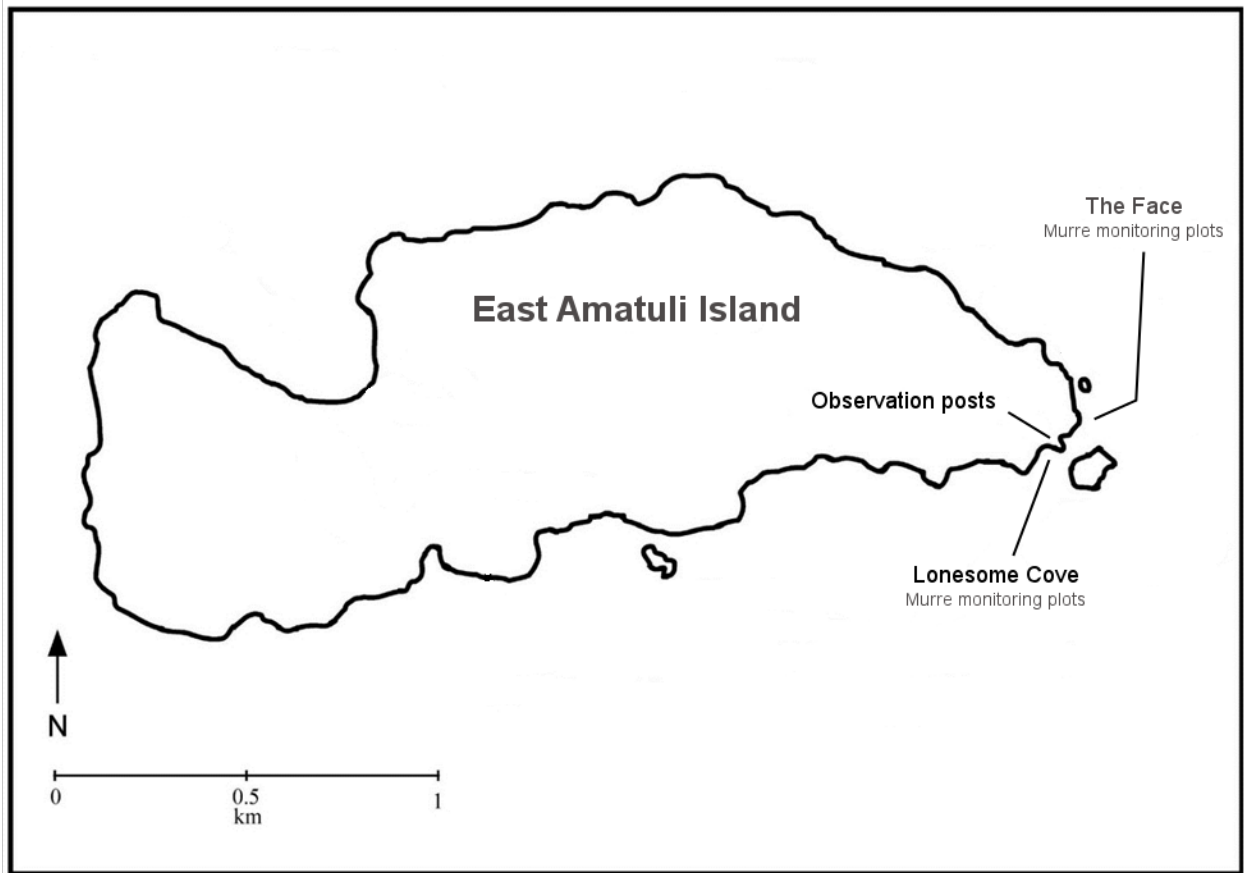 The Face
Murre monitoring plots
East Amatuli Island
Observation posts
Lonesome Cove
Murre monitoring plots
N
0 0.5 1
km